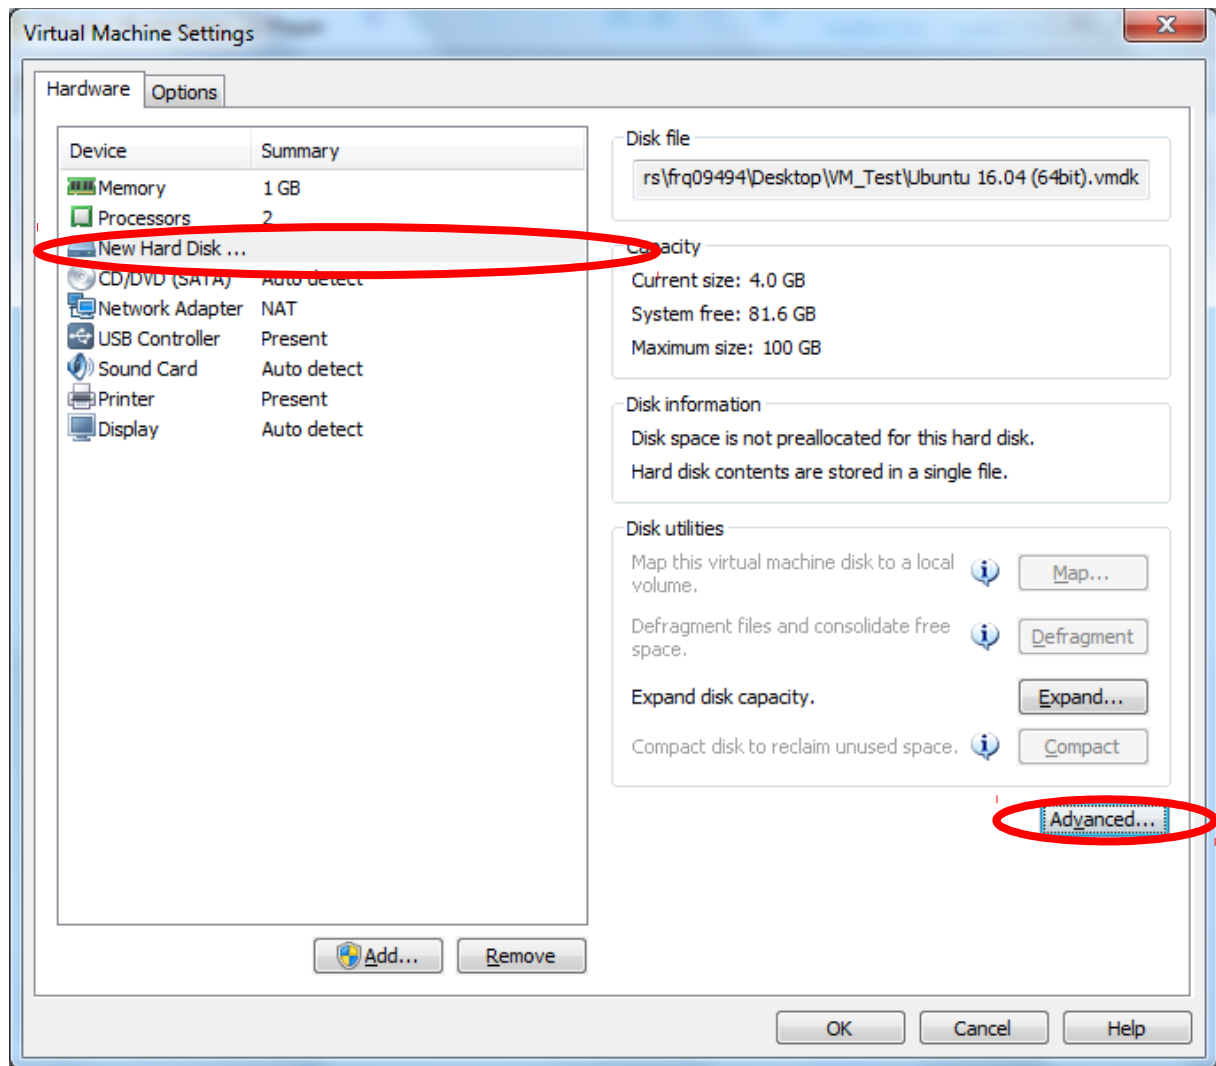 Virtual Machine Settings
Hardware
Options
Device Summary
Memory 1 GB
Processors 2
New Hard Disk ...
CD/DVD (SATA) Auto detect
Network Adapter NAT
USB Controller Present
Sound Card Auto detect
Printer Present
Display Auto detect
Add...
Remove
Disk file
rs\frq09494\Desktop\VM_Test\Ubuntu 16.04 (64bit).vmdk
Capacity
Current size: 4.0 GB
System free: 81.6 GB
Maximum size: 100 GB
Disk information
Disk space is not preallocated for this hard disk.
Hard disk contents are stored in a single file.
Disk utilities
Map this virtual machine disk to a local
volume.
Map...
Defragment files and consolidate free
space.
Defragment
Expand disk capacity.
Expand...
Compact disk to reclaim unused space.
Compact
Advanced...
OK
Cancel
Help